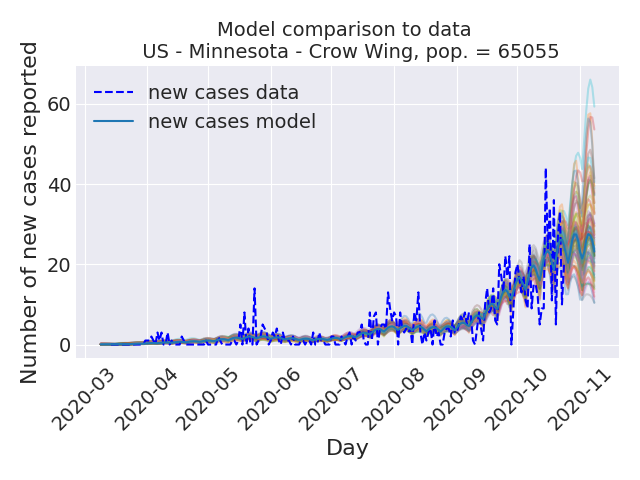 Model comparison to data
US - Minnesota - Crow Wing, pop. = 65055
Number of new cases reported
60
40
20
0
new cases data
new cases model
2020-03
2020-04
2020-05
2020-06
2020-07
2020-08
2020-09
2020-10
2020-11
Day